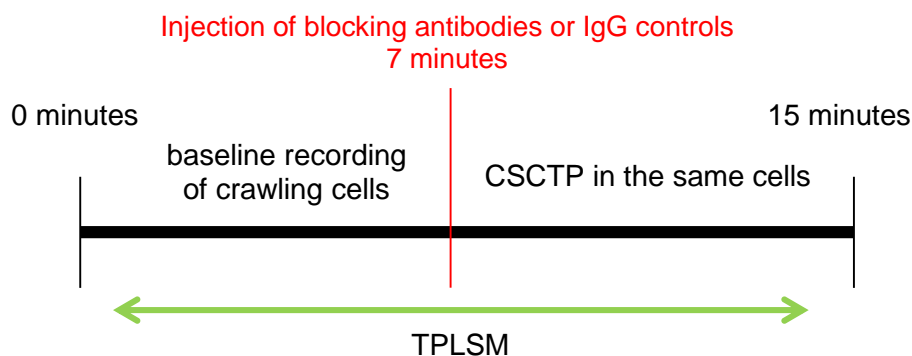 Injection of blocking antibodies or IgG controls
7 minutes
0 minutes
15 minutes
baseline recording
of crawling cells
CSCTP in the same cells
TPLSM